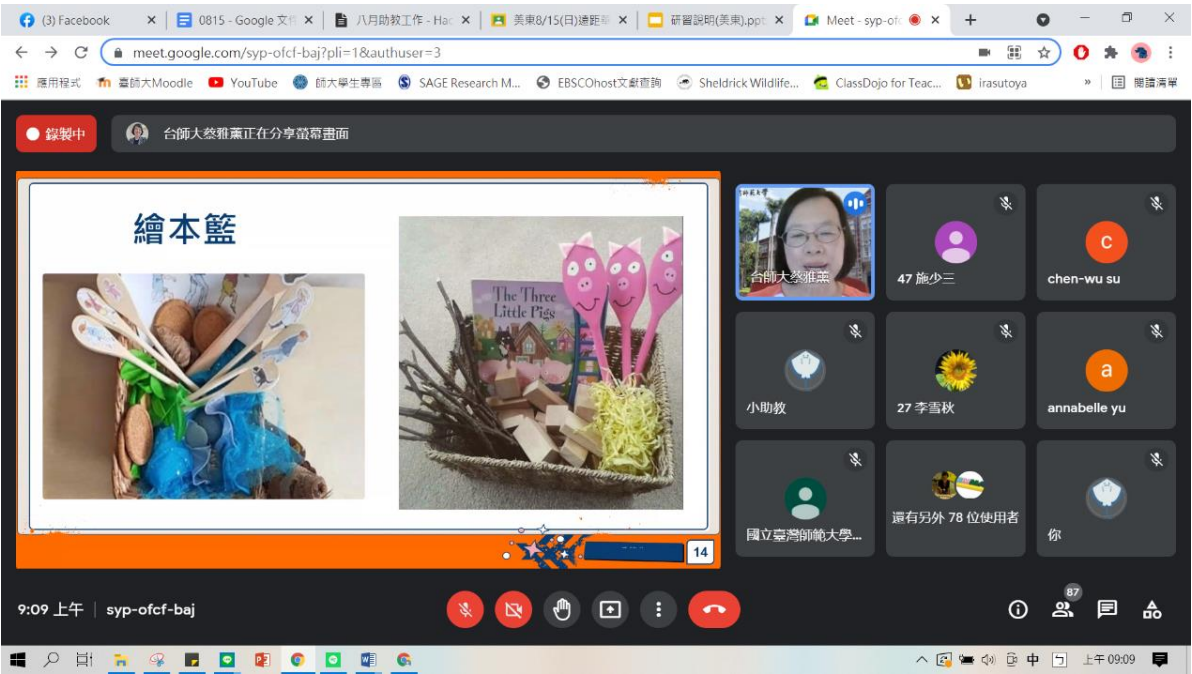 (3) Facebook
0815 - Google 文件
八月助教工作 - Hac
美東8/15(日)遠距
研習說明(美東).ppt
Meet - syp-ofc
meet.google.com/syp-ofcf-baj?pli=1&authuser=3
應用程式
臺師大Moodle
YouTube
師大學生專區
SAGE Research M...
EBSCOhost文獻查詢
Sheldrick Wildlife...
ClassDojo for Teac...
irasutoya
»
閱讀清單
錄製中
台師大蔡雅薰正在分享螢幕畫面
繪本籃
The Three
Little Pigs
14
台師大蔡雅薰
47 施少三
c
chen-wu su
小助教
27 李雪秋
a
annabelle yu
國立臺灣師範大學...
還有另外 78 位使用者
你
9:09 上午 | syp-ofcf-baj
87
中
上午 09:09